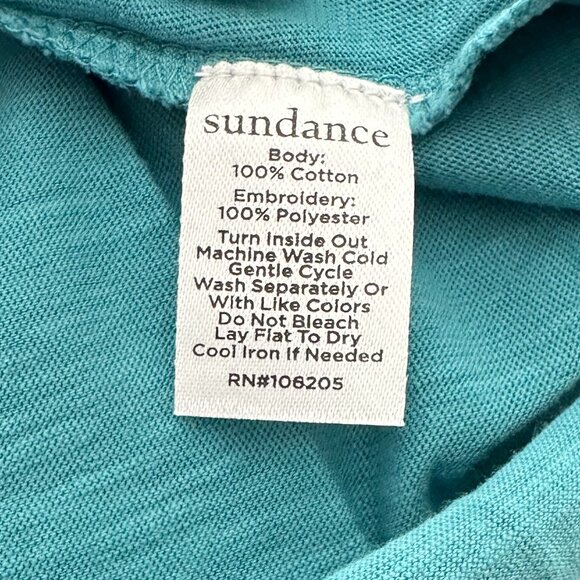 sundance
Body:
100% Cotton
Embroidery:
100% Polyester
Turn Inside Out
Machine Wash Cold
Gentle Cycle
Wash Separately Or
With Like Colors
Do Not Bleach
Lay Flat To Dry
Cool Iron If Needed
RN#106205